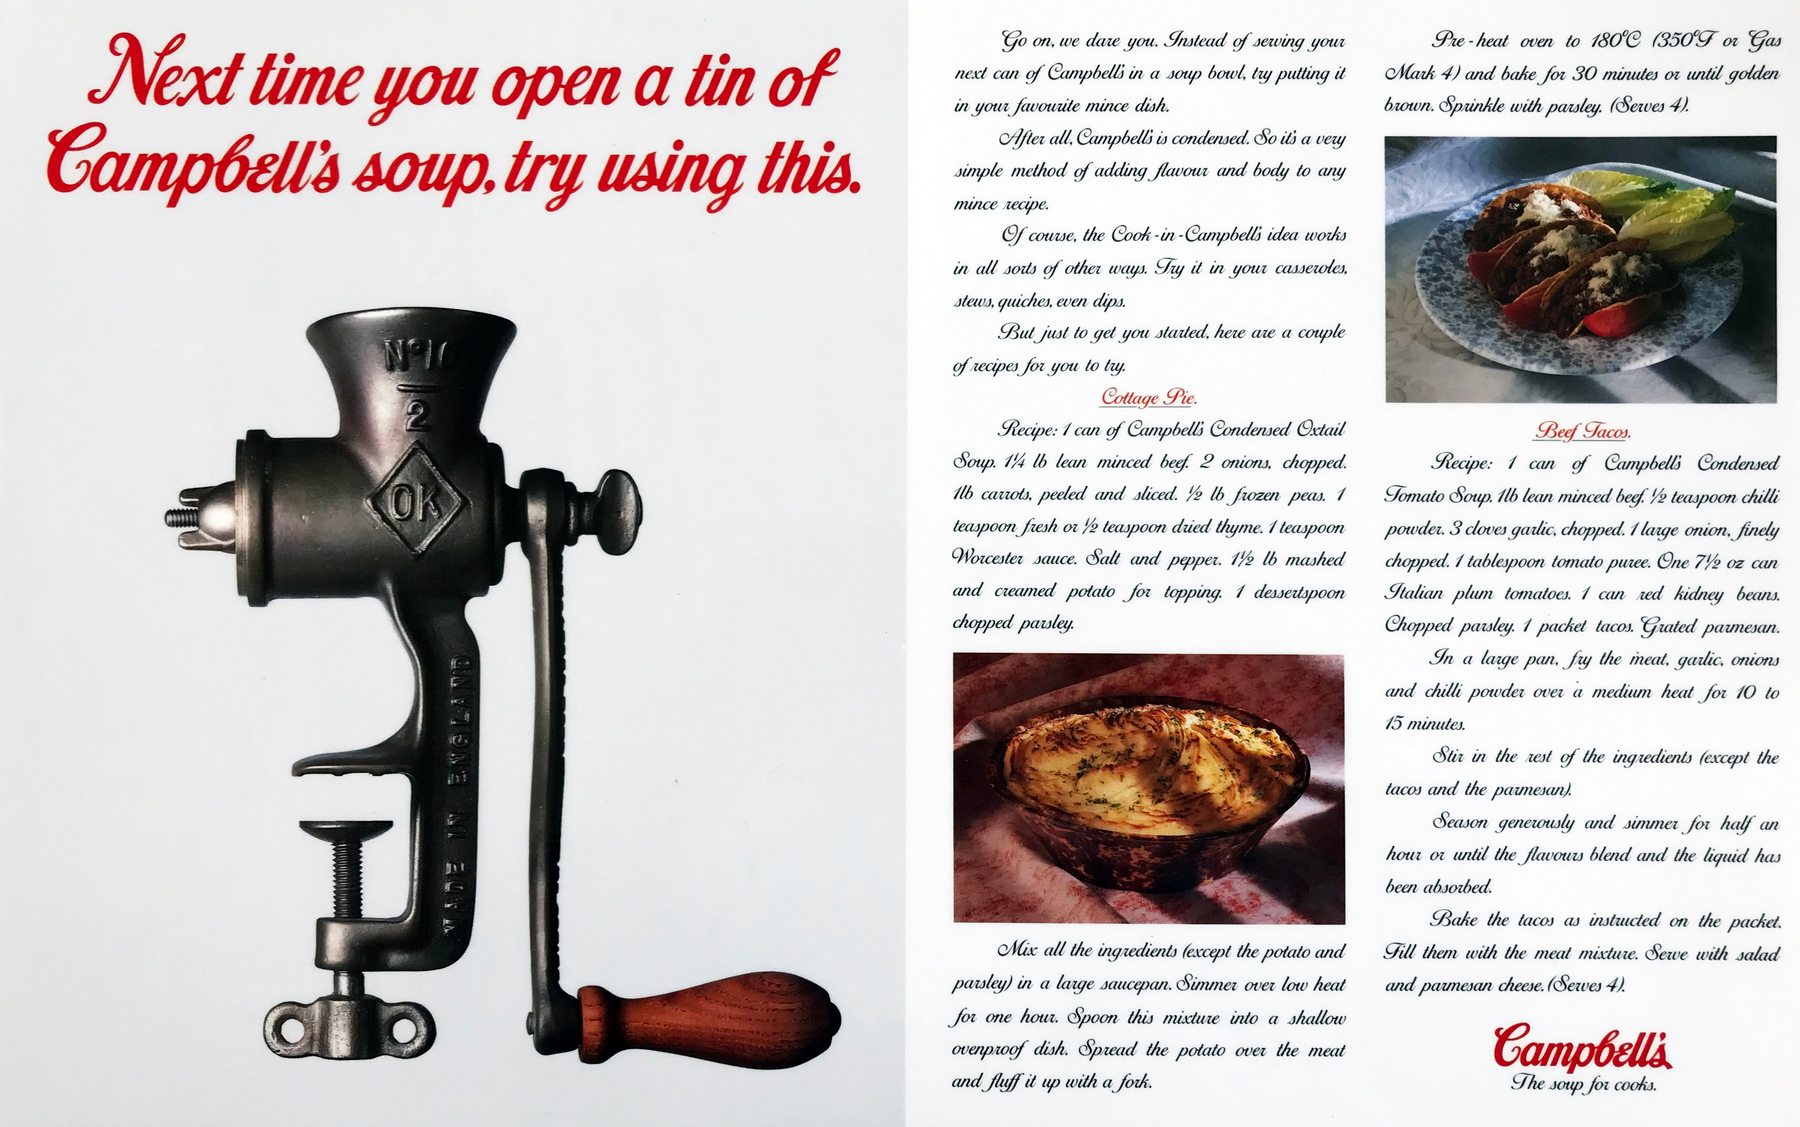 Next time you open a tin of
Campbell's soup, try using this.
Nº10
2
OK
MADE IN ENGLAND
Go on, we dare you. Instead of serving your
next can of Campbell's in a soup bowl, try putting it
in your favourite mince dish.
After all, Campbell's is condensed. So it's a very
simple method of adding flavour and body to any
mince recipe.
Of course, the Cook-in-Campbell's idea works
in all sorts of other ways. Try it in your casseroles,
stews, quiches, even dips.
But just to get you started, here are a couple
of recipes for you to try.
Cottage Pie.
Recipe: 1 can of Campbell's Condensed Oxtail
Soup. 1¼ lb lean minced beef. 2 onions, chopped.
1lb carrots, peeled and sliced. ½ lb frozen peas. 1
teaspoon fresh or ½ teaspoon dried thyme. 1 teaspoon
Worcester sauce. Salt and pepper. 1½ lb mashed
and creamed potato for topping. 1 dessertspoon
chopped parsley.
Mix all the ingredients (except the potato and
parsley) in a large saucepan. Simmer over low heat
for one hour. Spoon this mixture into a shallow
ovenproof dish. Spread the potato over the meat
and fluff it up with a fork.
Pre-heat oven to 180°C (350°F or Gas
Mark 4) and bake for 30 minutes or until golden
brown. Sprinkle with parsley. (Serves 4).
Beef Tacos.
Recipe: 1 can of Campbell's Condensed
Tomato Soup. 1lb lean minced beef. ½ teaspoon chilli
powder. 3 cloves garlic, chopped. 1 large onion, finely
chopped. 1 tablespoon tomato puree. One 7½ oz can
Italian plum tomatoes. 1 can red kidney beans.
Chopped parsley. 1 packet tacos. Grated parmesan.
In a large pan, fry the meat, garlic, onions
and chilli powder over a medium heat for 10 to
15 minutes.
Stir in the rest of the ingredients (except the
tacos and the parmesan).
Season generously and simmer for half an
hour or until the flavours blend and the liquid has
been absorbed.
Bake the tacos as instructed on the packet.
Fill them with the meat mixture. Serve with salad
and parmesan cheese. (Serves 4).
Campbell's
The soup for cooks.